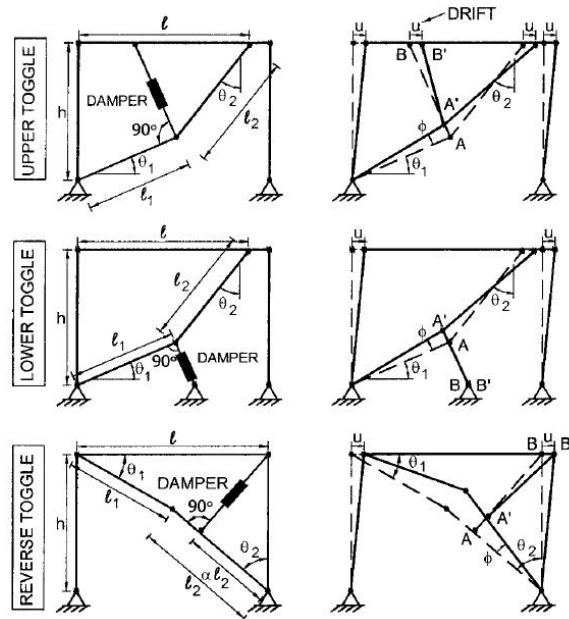 UPPER TOGGLE
ℓ
h
DAMPER
90°
θ₂
ℓ₂
θ₁
ℓ₁
DRIFT
u
u
B
B'
A'
θ₂
ϕ
A
θ₁
LOWER TOGGLE
ℓ
h
ℓ₂
θ₂
ℓ₁
90°
DAMPER
θ₁
u
u
u
A'
θ₂
ϕ
A
θ₁
B
B'
REVERSE TOGGLE
ℓ
h
θ₁
DAMPER
ℓ₁
90°
θ₂
αℓ₂
ℓ₂
u
u
B
B
θ₁
A
A'
θ₂
ϕ